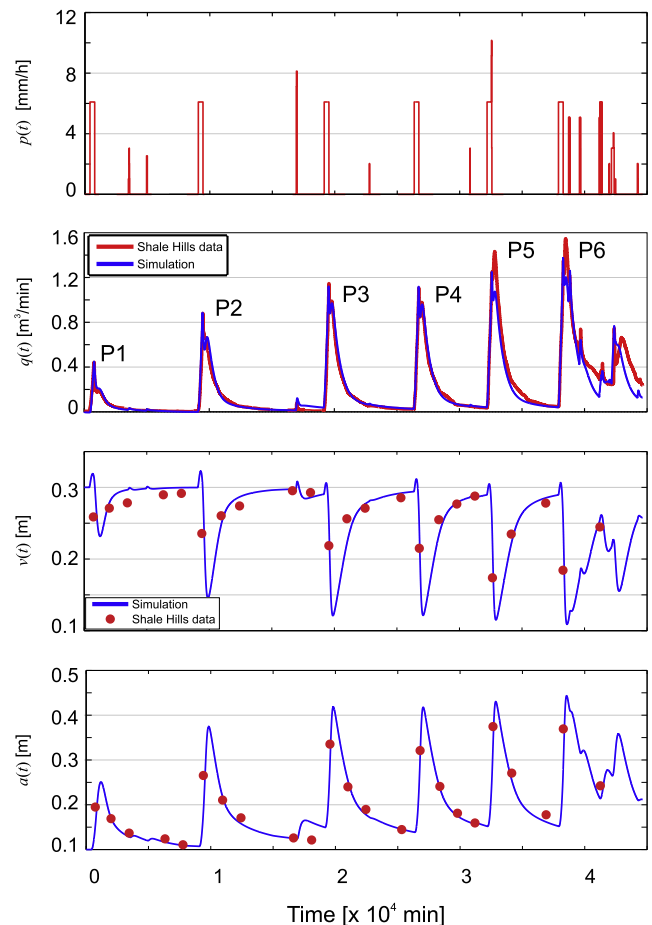 12
8
4
0
p(t) [mm/h]
1.6
1.2
0.8
0.4
0
q(t) [m³/min]
Shale Hills data
Simulation
P1
P2
P3
P4
P5
P6
0.3
0.2
0.1
v(t) [m]
Simulation
Shale Hills data
0.5
0.4
0.3
0.2
0.1
a(t) [m]
0 1 2 3 4
Time [x 10⁴ min]